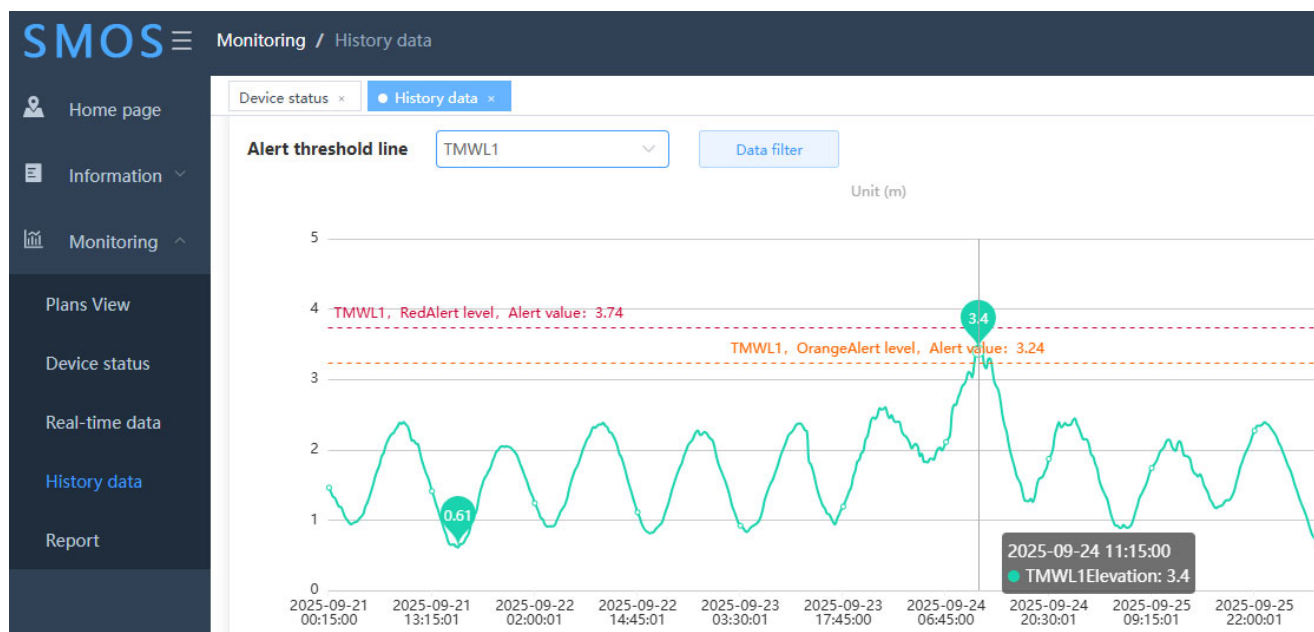 SMOS
Monitoring / History data
Home page
Information
Monitoring
Plans View
Device status
Real-time data
History data
Report
Device status ×
History data ×
Alert threshold line
TMWL1
Data filter
Unit (m)
5
4
3
2
1
0
TMWL1, RedAlert level, Alert value: 3.74
TMWL1, OrangeAlert level, Alert value: 3.24
3.4
0.61
2025-09-24 11:15:00
TMWL1Elevation: 3.4
2025-09-21
00:15:00
2025-09-21
13:15:01
2025-09-22
02:00:01
2025-09-22
14:45:01
2025-09-23
03:30:01
2025-09-23
17:45:00
2025-09-24
06:45:00
2025-09-24
20:30:01
2025-09-25
09:15:01
2025-09-25
22:00:01